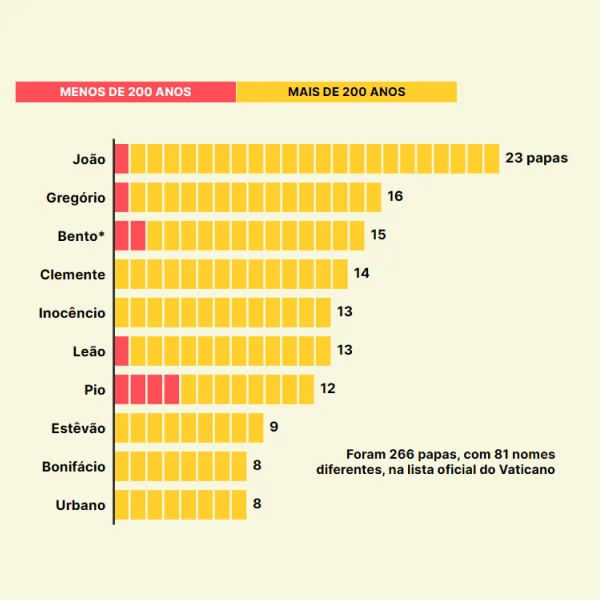 MENOS DE 200 ANOS
MAIS DE 200 ANOS
João 23 papas
Gregório 16
Bento* 15
Clemente 14
Inocêncio 13
Leão 13
Pio 12
Estêvão 9
Bonifácio 8
Urbano 8
Foram 266 papas, com 81 nomes
diferentes, na lista oficial do Vaticano